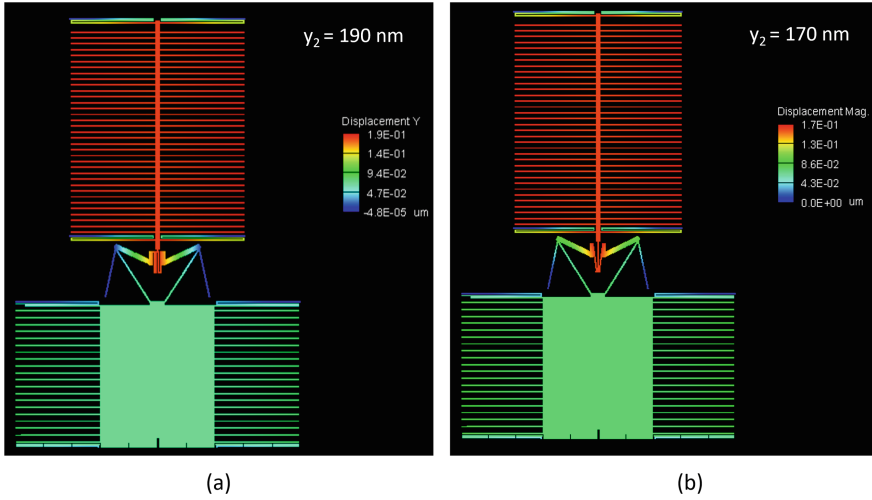 y₂ = 190 nm
Displacement Y
1.9E-01
1.4E-01
9.4E-02
4.7E-02
-4.8E-05 um
(a)
y₂ = 170 nm
Displacement Mag.
1.7E-01
1.3E-01
8.6E-02
4.3E-02
0.0E+00 um
(b)